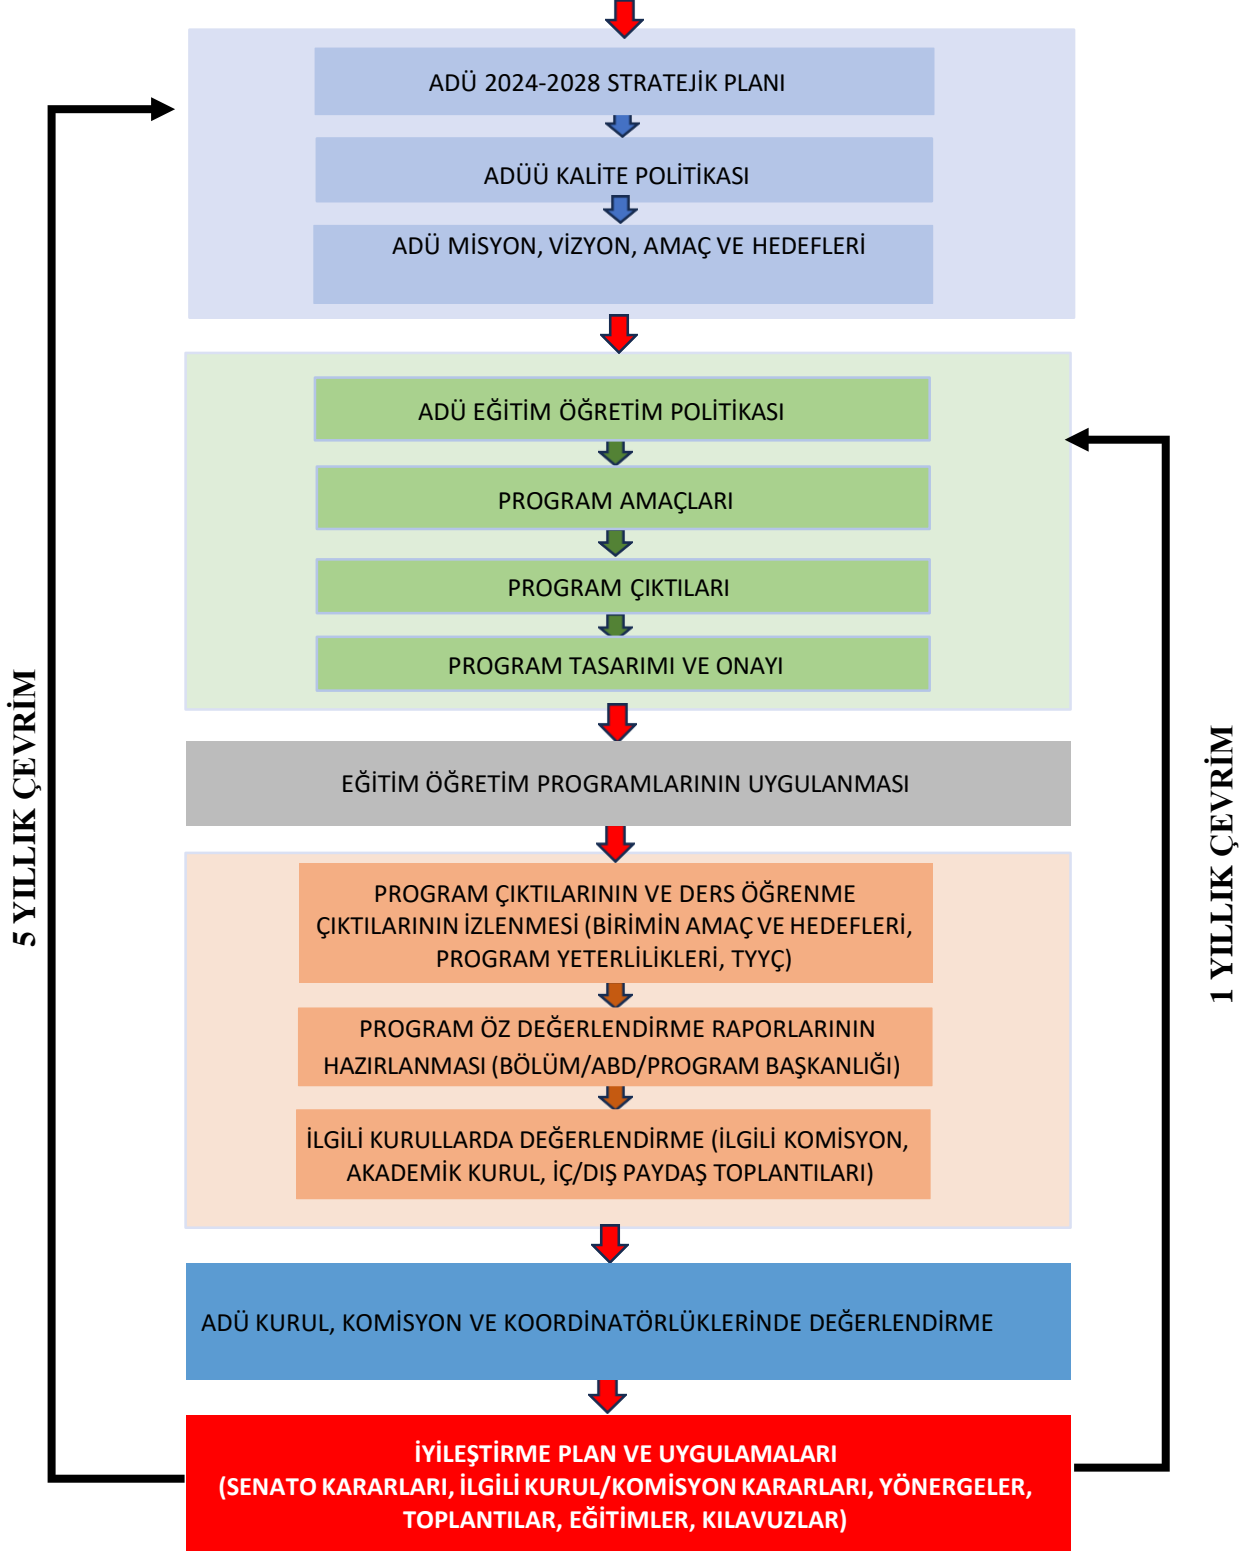 ADÜ 2024-2028 STRATEJİK PLANI
ADÜÜ KALİTE POLİTİKASI
ADÜ MİSYON, VİZYON, AMAÇ VE HEDEFLERİ
ADÜ EĞİTİM ÖĞRETİM POLİTİKASI
PROGRAM AMAÇLARI
PROGRAM ÇIKTILARI
PROGRAM TASARIMI VE ONAYI
5 YILLIK ÇEVRİM
1 YILLIK ÇEVRİM
EĞİTİM ÖĞRETİM PROGRAMLARININ UYGULANMASI
PROGRAM ÇIKTILARININ VE DERS ÖĞRENME
ÇIKTILARININ İZLENMESİ (BİRİMİN AMAÇ VE HEDEFLERİ,
PROGRAM YETERLİLİKLERİ, TYYÇ)
PROGRAM ÖZ DEĞERLENDİRME RAPORLARININ
HAZIRLANMASI (BÖLÜM/ABD/PROGRAM BAŞKANLIĞI)
İLGİLİ KURULLARDA DEĞERLENDİRME (İLGİLİ KOMİSYON,
AKADEMİK KURUL, İÇ/DIŞ PAYDAŞ TOPLANTILARI)
ADÜ KURUL, KOMİSYON VE KOORDİNATÖRLÜKLERİNDE DEĞERLENDİRME
İYİLEŞTİRME PLAN VE UYGULAMALARI
(SENATO KARARLARI, İLGİLİ KURUL/KOMİSYON KARARLARI, YÖNERGELER,
TOPLANTILAR, EĞİTİMLER, KILAVUZLAR)